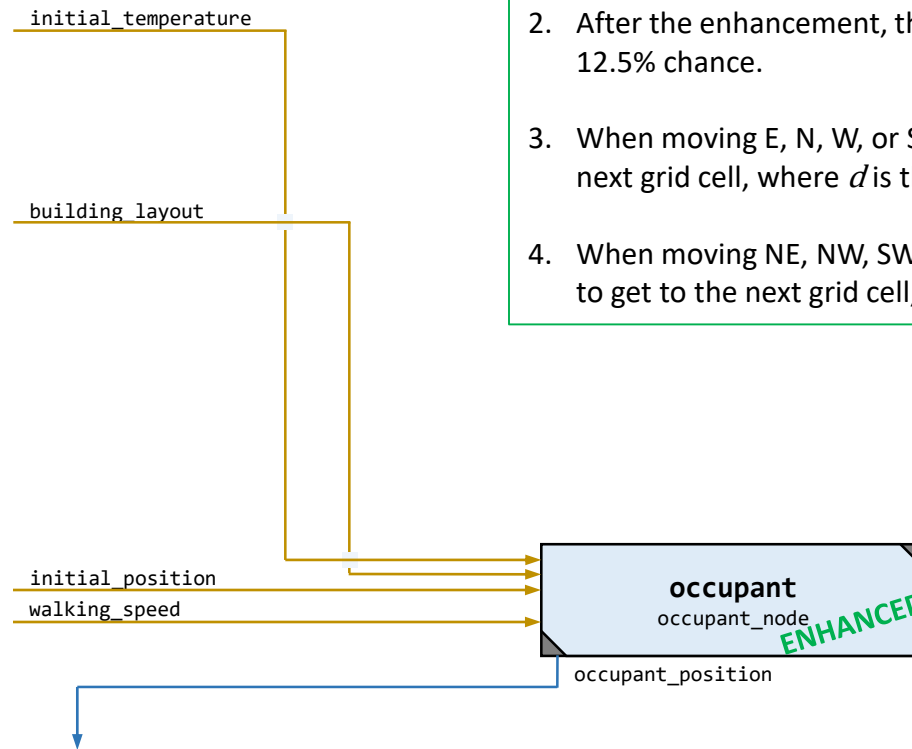 initial_temperature
2. After the enhancement, th
12.5% chance.
3. When moving E, N, W, or S
next grid cell, where d is t
building_layout
4. When moving NE, NW, SW
to get to the next grid cell,
initial_position
walking_speed
occupant
occupant_node
ENHANCED
occupant_position